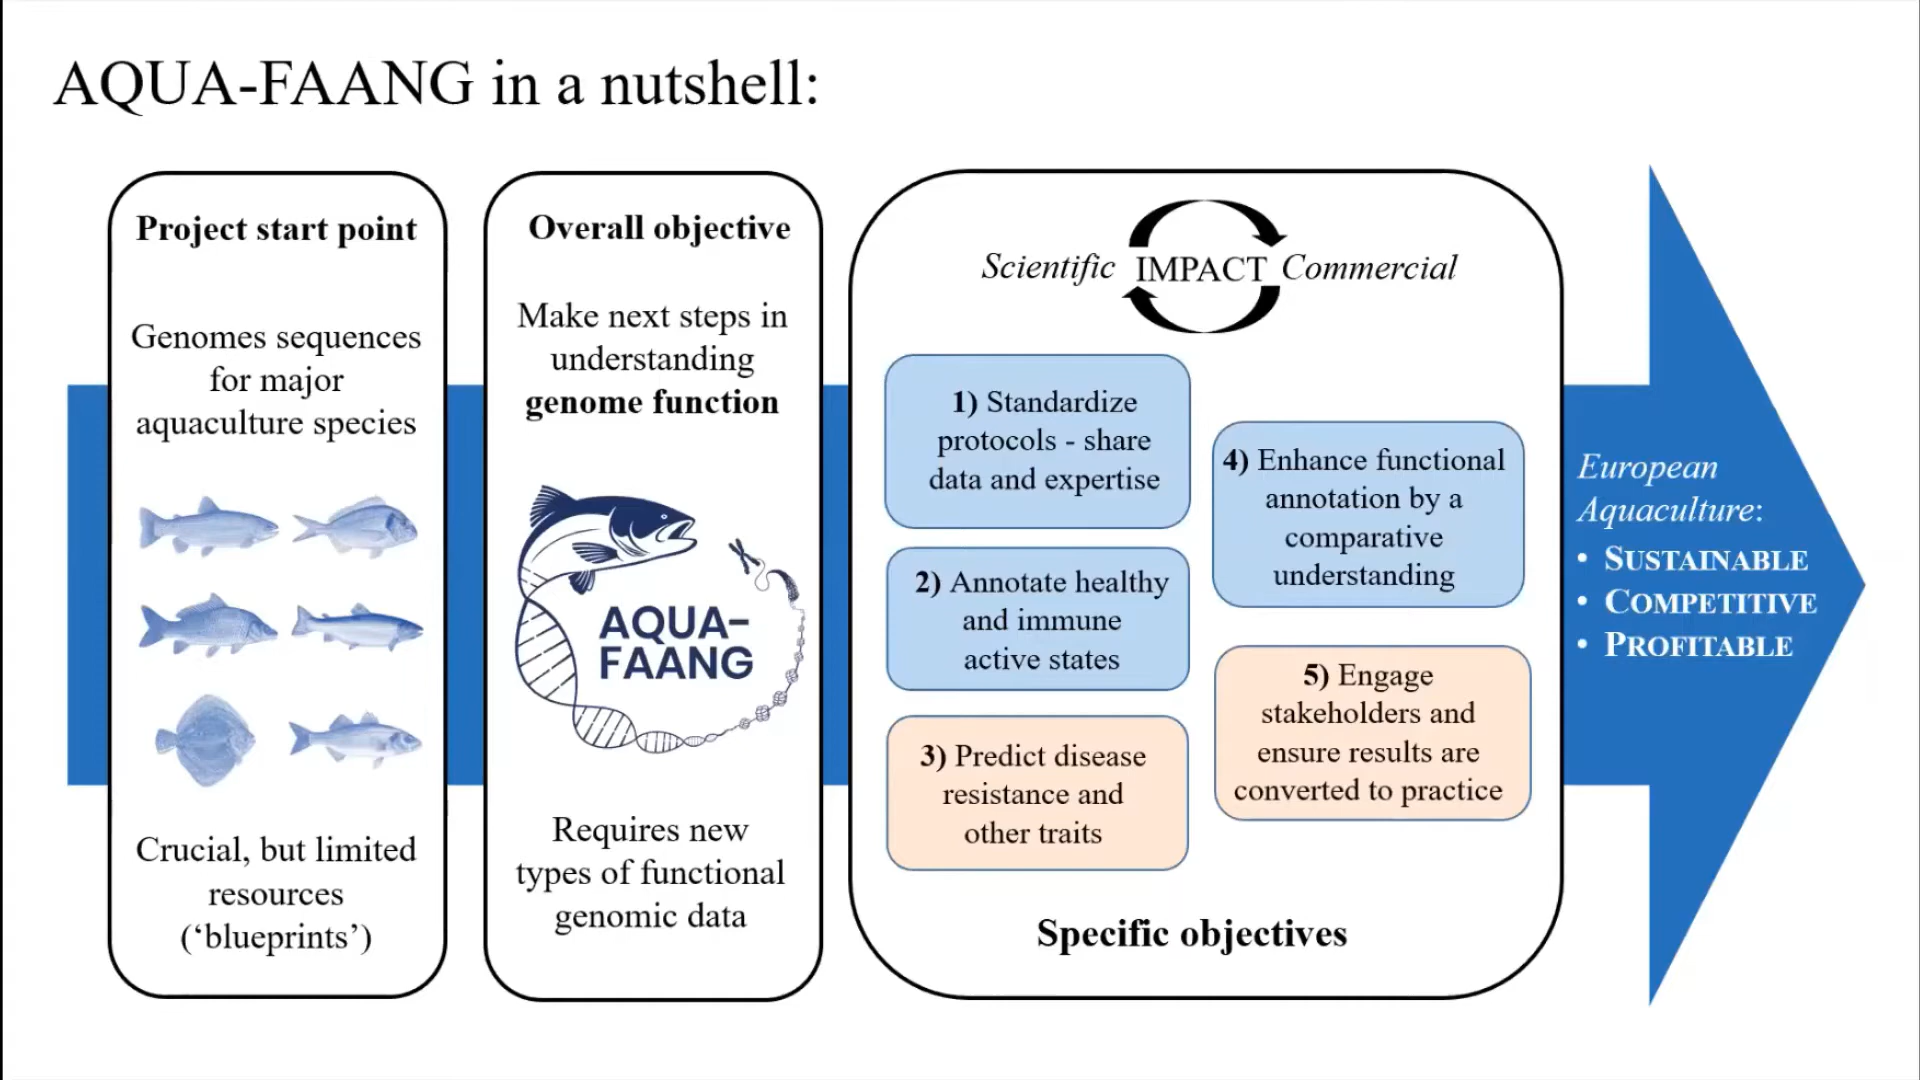 AQUA-FAANG in a nutshell:
Project start point
Genomes sequences
for major
aquaculture species
Crucial, but limited
resources
(‘blueprints’)
Overall objective
Make next steps in
understanding
genome function
AQUA-
FAANG
Requires new
types of functional
genomic data
Scientific IMPACT Commercial
1) Standardize
protocols - share
data and expertise
2) Annotate healthy
and immune
active states
3) Predict disease
resistance and
other traits
4) Enhance functional
annotation by a
comparative
understanding
5) Engage
stakeholders and
ensure results are
converted to practice
Specific objectives
European
Aquaculture:
• SUSTAINABLE
• COMPETITIVE
• PROFITABLE